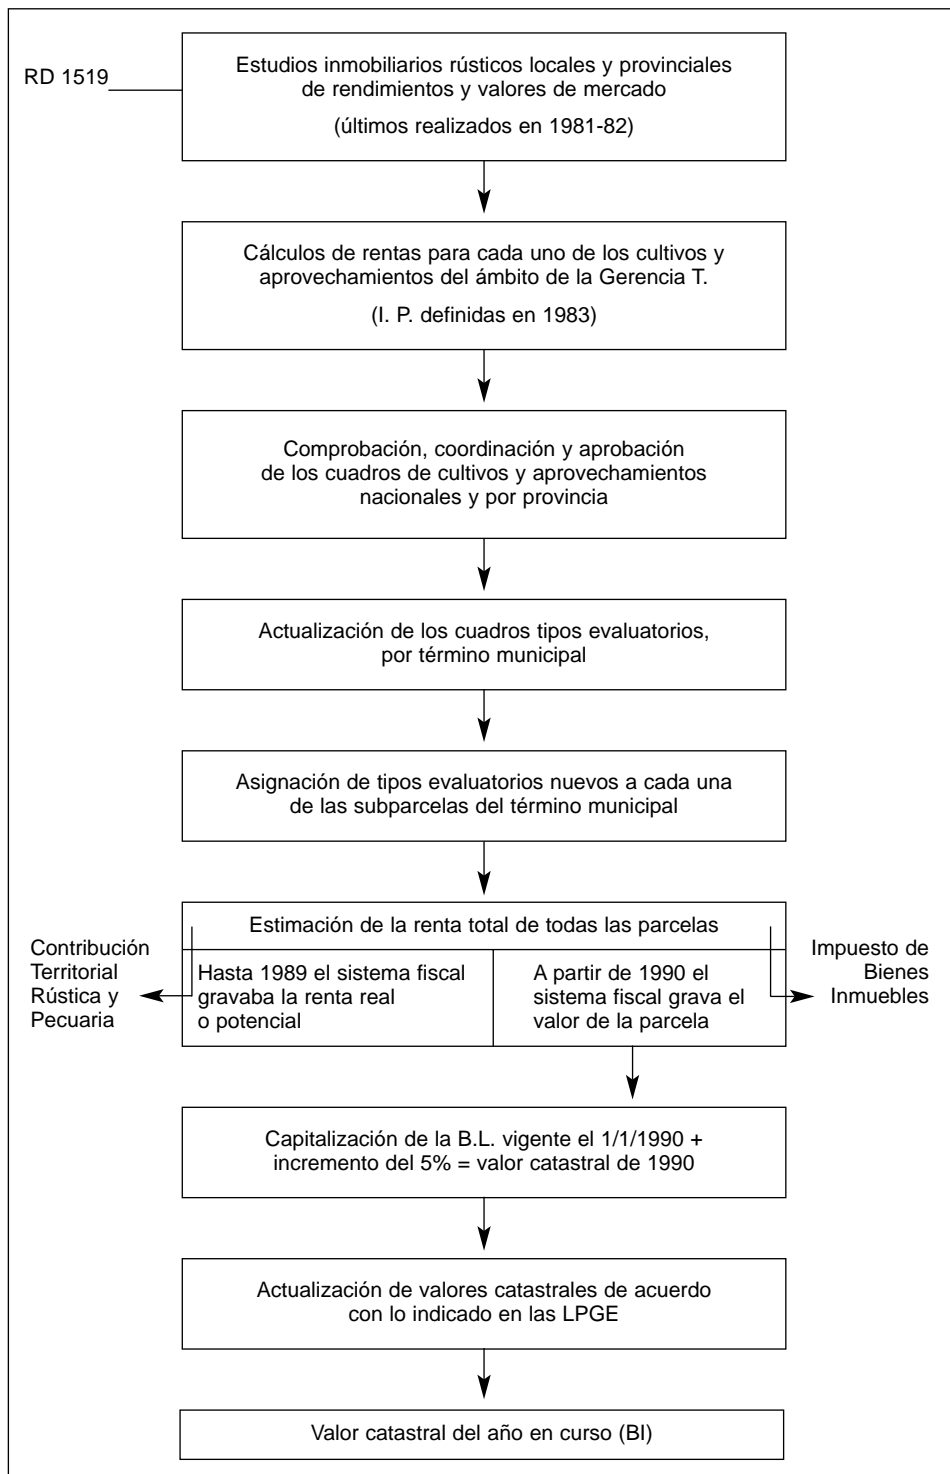 RD 1519
Estudios inmobiliarios rústicos locales y provinciales
de rendimientos y valores de mercado
(últimos realizados en 1981-82)
Cálculos de rentas para cada uno de los cultivos y
aprovechamientos del ámbito de la Gerencia T.
(I. P. definidas en 1983)
Comprobación, coordinación y aprobación
de los cuadros de cultivos y aprovechamientos
nacionales y por provincia
Actualización de los cuadros tipos evaluatorios,
por término municipal
Asignación de tipos evaluatorios nuevos a cada una
de las subparcelas del término municipal
Estimación de la renta total de todas las parcelas
Contribución
Territorial
Rústica y
Pecuaria
Hasta 1989 el sistema fiscal
gravaba la renta real
o potencial
A partir de 1990 el
sistema fiscal grava el
valor de la parcela
Impuesto de
Bienes
Inmuebles
Capitalización de la B.L. vigente el 1/1/1990 +
incremento del 5% = valor catastral de 1990
Actualización de valores catastrales de acuerdo
con lo indicado en las LPGE
Valor catastral del año en curso (BI)